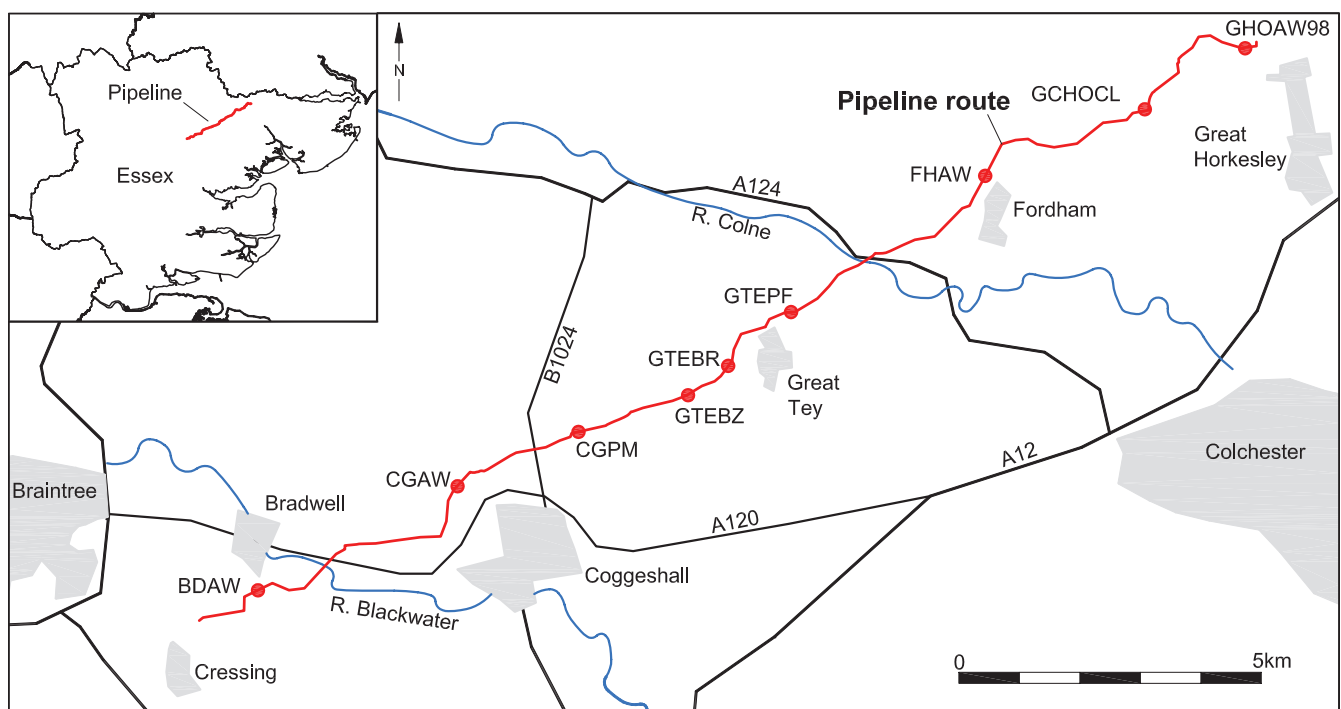 Pipeline
Essex
N
GHOAW98
GCHOCL
Pipeline route
Great
Horkesley
FHAW
Fordham
A124
R. Colne
GTEPF
B1024
GTEBR
Great
Tey
GTEBZ
CGPM
CGAW
A12
Colchester
Braintree
Bradwell
A120
Coggeshall
BDAW
R. Blackwater
Cressing
0
5km